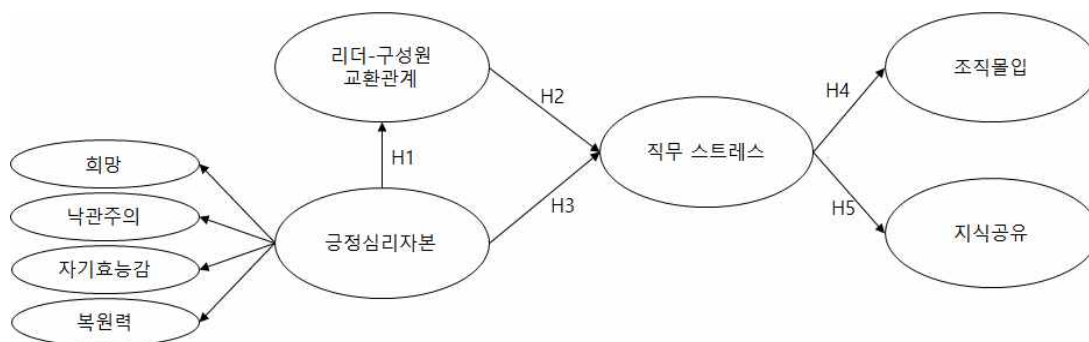 리더-구성원
교환관계
조직몰입
H2
H4
직무 스트레스
희망
H1
낙관주의
H3
H5
긍정심리자본
지식공유
자기효능감
복원력